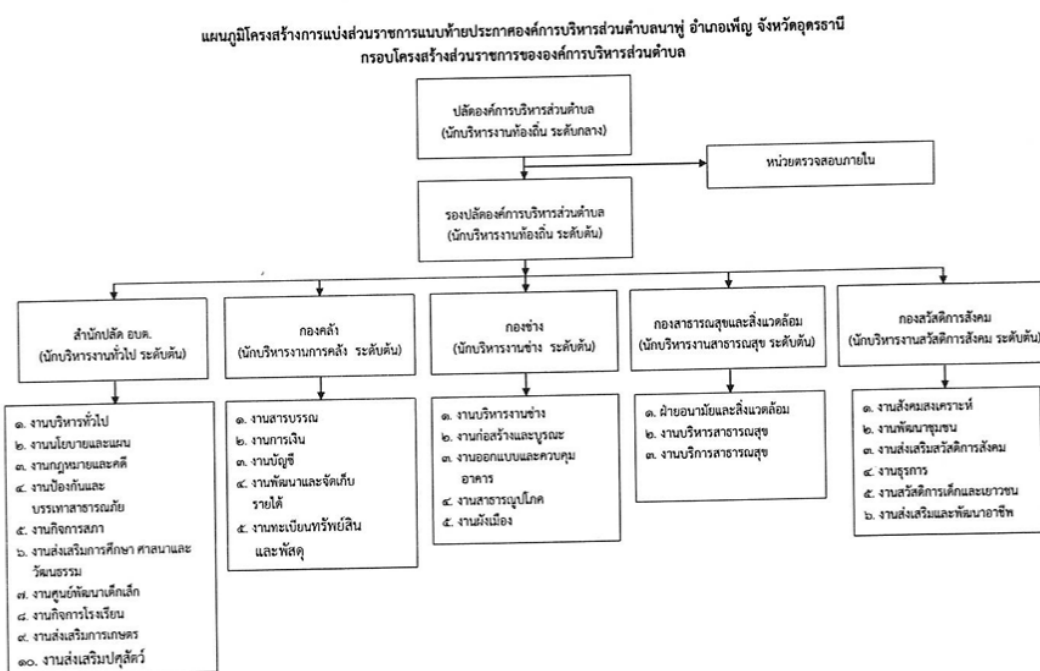 แผนภูมิโครงสร้างการแบ่งส่วนราชการแนบท้ายประกาศองค์การบริหารส่วนตำบลนาพู่ อำเภอเพ็ญ จังหวัดอุดรธานี
กรอบโครงสร้างส่วนราชการขององค์การบริหารส่วนตำบล
ปลัดองค์การบริหารส่วนตำบล
(นักบริหารงานท้องถิ่น ระดับกลาง)
หน่วยตรวจสอบภายใน
รองปลัดองค์การบริหารส่วนตำบล
(นักบริหารงานท้องถิ่น ระดับต้น)
สำนักปลัด อบต.
(นักบริหารงานทั่วไป ระดับต้น)
๑. งานบริหารทั่วไป
๒. งานนโยบายและแผน
๓. งานกฎหมายและคดี
๔. งานป้องกันและ
บรรเทาสาธารณภัย
๕. งานกิจการสภา
๖. งานส่งเสริมการศึกษา ศาสนาและ
วัฒนธรรม
๗. งานศูนย์พัฒนาเด็กเล็ก
๘. งานกิจการโรงเรียน
๙. งานส่งเสริมการเกษตร
๑๐. งานส่งเสริมปศุสัตว์
กองคลัง
(นักบริหารงานการคลัง ระดับต้น)
๑. งานสารบรรณ
๒. งานการเงิน
๓. งานบัญชี
๔. งานพัฒนาและจัดเก็บ
รายได้
๕. งานทะเบียนทรัพย์สิน
และพัสดุ
กองช่าง
(นักบริหารงานช่าง ระดับต้น)
๑. งานบริหารงานช่าง
๒. งานก่อสร้างและบูรณะ
๓. งานออกแบบและควบคุม
อาคาร
๔. งานสาธารณูปโภค
๕. งานผังเมือง
กองสาธารณสุขและสิ่งแวดล้อม
(นักบริหารงานสาธารณสุข ระดับต้น)
๑. ฝ่ายอนามัยและสิ่งแวดล้อม
๒. งานบริหารสาธารณสุข
๓. งานบริการสาธารณสุข
กองสวัสดิการสังคม
(นักบริหารงานสวัสดิการสังคม ระดับต้น)
๑. งานสังคมสงเคราะห์
๒. งานพัฒนาชุมชน
๓. งานส่งเสริมสวัสดิการสังคม
๔. งานธุรการ
๕. งานสวัสดิการเด็กและเยาวชน
๖. งานส่งเสริมและพัฒนาอาชีพ